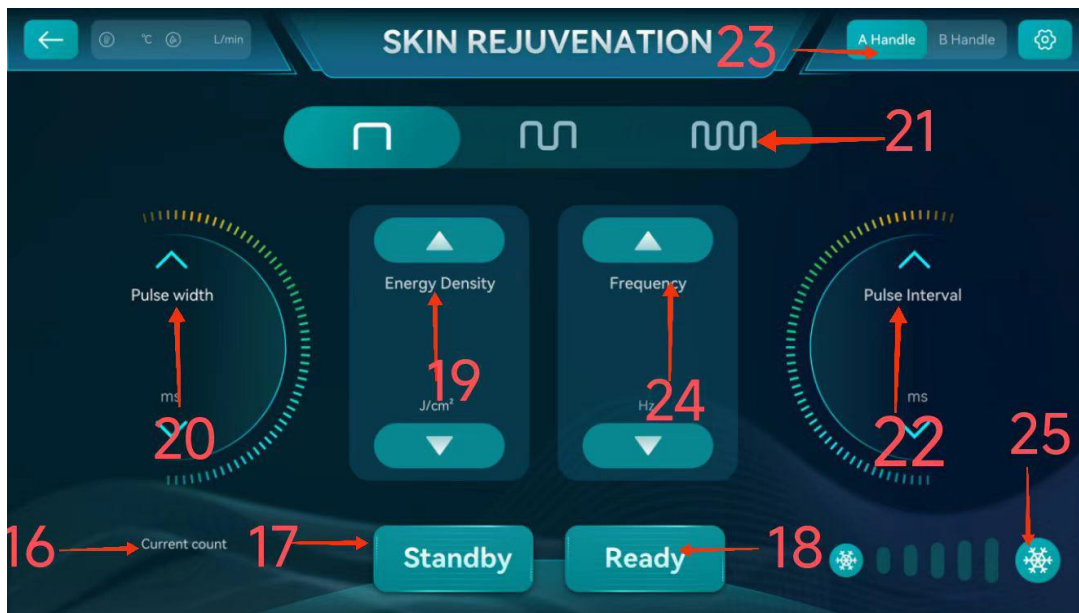 ℃ L/min
SKIN REJUVENATION
23
A Handle
B Handle
21
Pulse width
Energy Density
Frequency
Pulse Interval
19
24
ms
J/cm²
Hz
ms
20
22
25
16
Current count
17
Standby
Ready
18